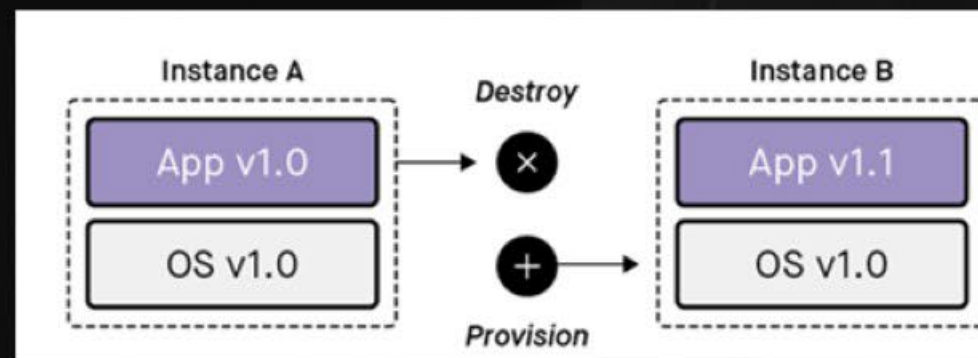 Instance A
App v1.0
OS v1.0
Destroy
Provision
Instance B
App v1.1
OS v1.0